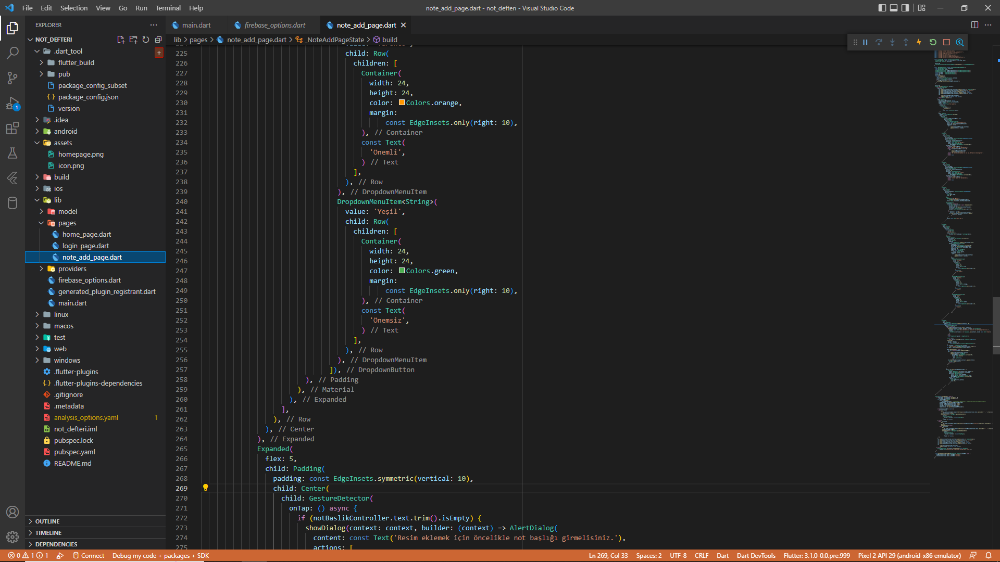 File Edit Selection View Go Run Terminal Help
note_add_page.dart - not_defteri - Visual Studio Code
EXPLORER
NOT_DEFTERI
.dart_tool
flutter_build
pub
package_config_subset
package_config.json
version
.idea
android
assets
homepage.png
icon.png
build
ios
lib
model
pages
home_page.dart
login_page.dart
note_add_page.dart
providers
firebase_options.dart
generated_plugin_registrant.dart
main.dart
linux
macos
test
web
windows
.flutter-plugins
.flutter-plugins-dependencies
.gitignore
.metadata
analysis_options.yaml 1
not_defteri.iml
pubspec.lock
pubspec.yaml
README.md
OUTLINE
TIMELINE
DEPENDENCIES
1
main.dart firebase_options.dart note_add_page.dart
lib > pages > note_add_page.dart > _NoteAddPageState > build
225 child: Row(
226 children: [
227 Container(
228 width: 24,
229 height: 24,
230 color: Colors.orange,
231 margin:
232 const EdgeInsets.only(right: 10),
233 ), // Container
234 const Text(
235 'Önemli',
236 ) // Text
237 ],
238 ), // Row
239 ), // DropdownMenuItem
240 DropdownMenuItem<String>(
241 value: 'Yeşil',
242 child: Row(
243 children: [
244 Container(
245 width: 24,
246 height: 24,
247 color: Colors.green,
248 margin:
249 const EdgeInsets.only(right: 10),
250 ), // Container
251 const Text(
252 'Önemsiz',
253 ) // Text
254 ],
255 ), // Row
256 ), // DropdownMenuItem
257 ]), // DropdownButton
258 ), // Padding
259 ), // Material
260 ), // Expanded
261 ],
262 ), // Row
263 ), // Center
264 ), // Expanded
265 Expanded(
266 flex: 5,
267 child: Padding(
268 padding: const EdgeInsets.symmetric(vertical: 10),
269 child: Center(
270 child: GestureDetector(
271 onTap: () async {
272 if (notBaslikController.text.trim().isEmpty) {
273 showDialog(context: context, builder: (context) => AlertDialog(
274 content: const Text('Resim eklemek için öncelikle not başlığı girmelisiniz.'),
275 actions: [
0 1 1 Connect Debug my code + packages + SDK
Ln 269, Col 33 Spaces: 2 UTF-8 CRLF Dart Dart DevTools Flutter: 3.1.0-0.0.pre.999 Pixel 2 API 29 (android-x86 emulator)